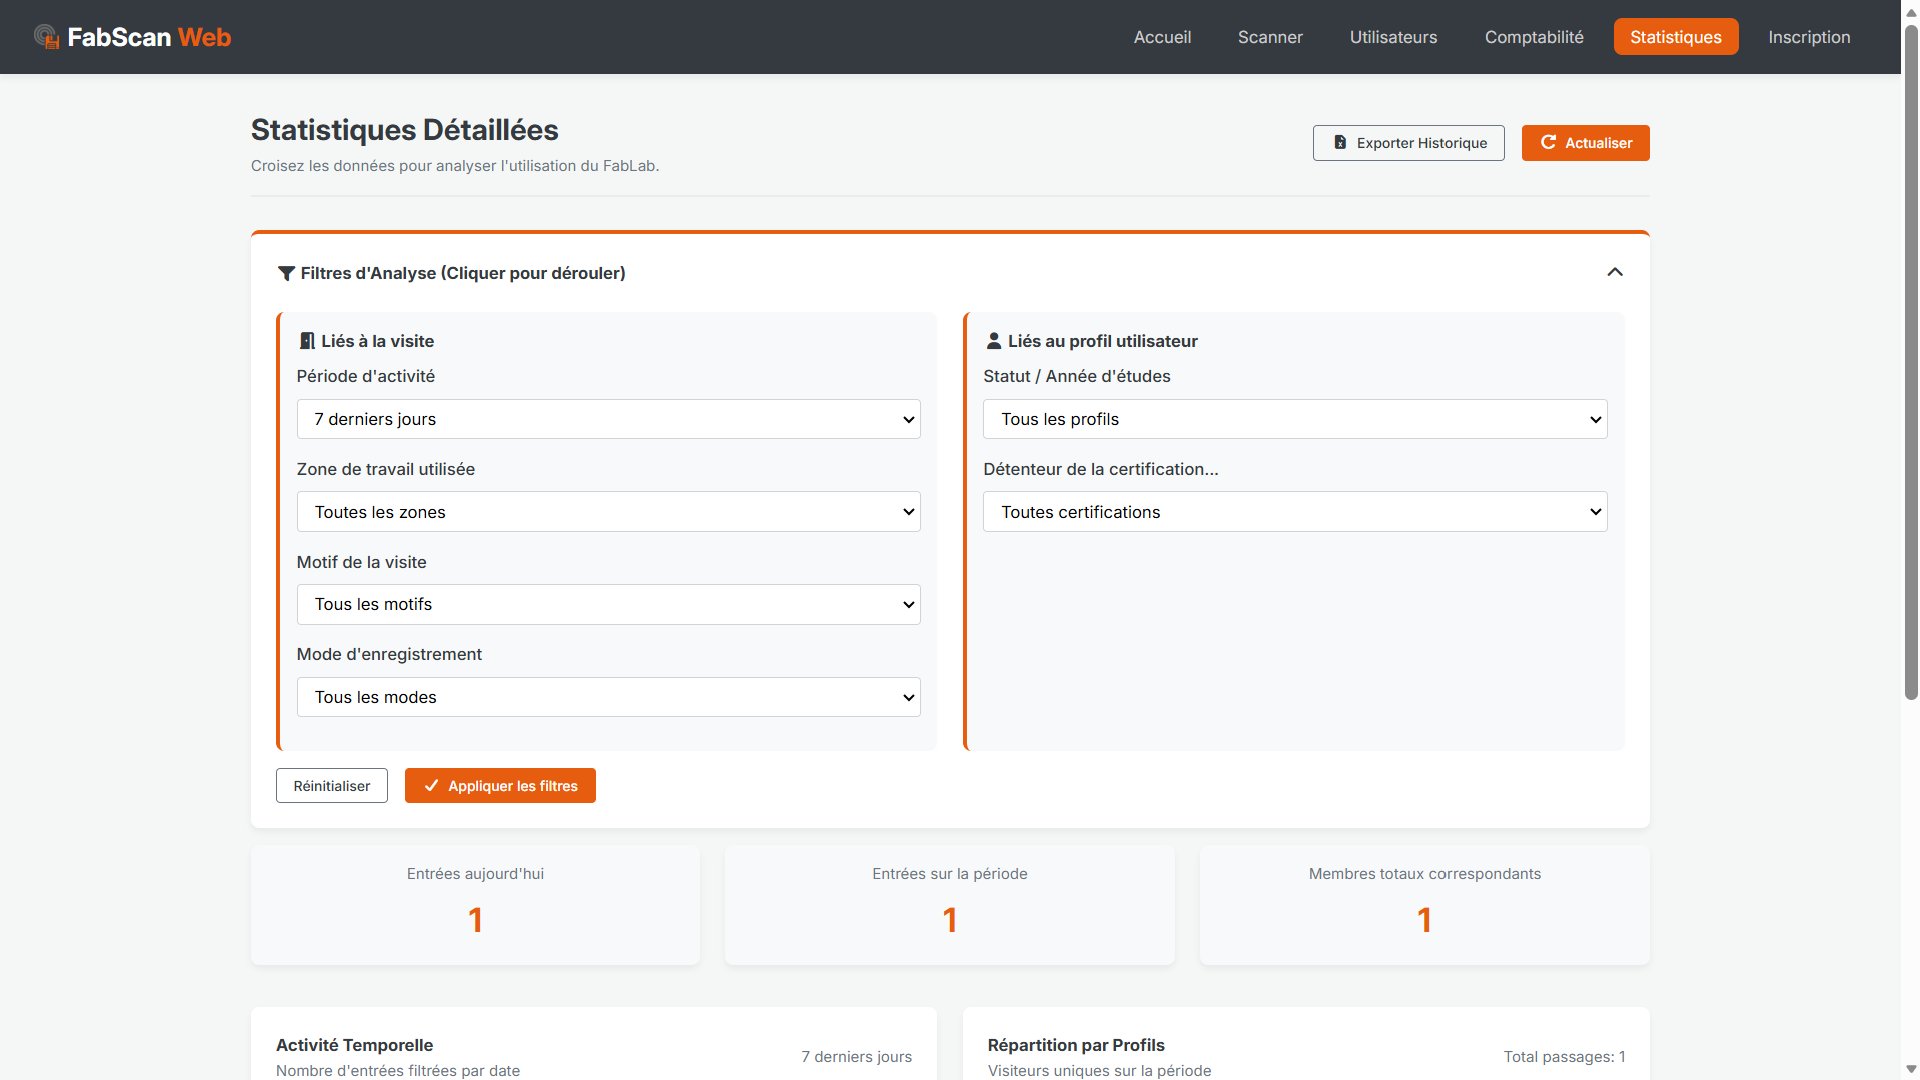 FabScan Web
Accueil
Scanner
Utilisateurs
Comptabilité
Statistiques
Inscription
Statistiques Détaillées
Croisez les données pour analyser l'utilisation du FabLab.
Exporter Historique
Actualiser
Filtres d'Analyse (Cliquer pour dérouler)
Liés à la visite
Période d'activité
7 derniers jours
Zone de travail utilisée
Toutes les zones
Motif de la visite
Tous les motifs
Mode d'enregistrement
Tous les modes
Liés au profil utilisateur
Statut / Année d'études
Tous les profils
Détenteur de la certification...
Toutes certifications
Réinitialiser
Appliquer les filtres
Entrées aujourd'hui
1
Entrées sur la période
1
Membres totaux correspondants
1
Activité Temporelle
Nombre d'entrées filtrées par date
7 derniers jours
Répartition par Profils
Visiteurs uniques sur la période
Total passages: 1